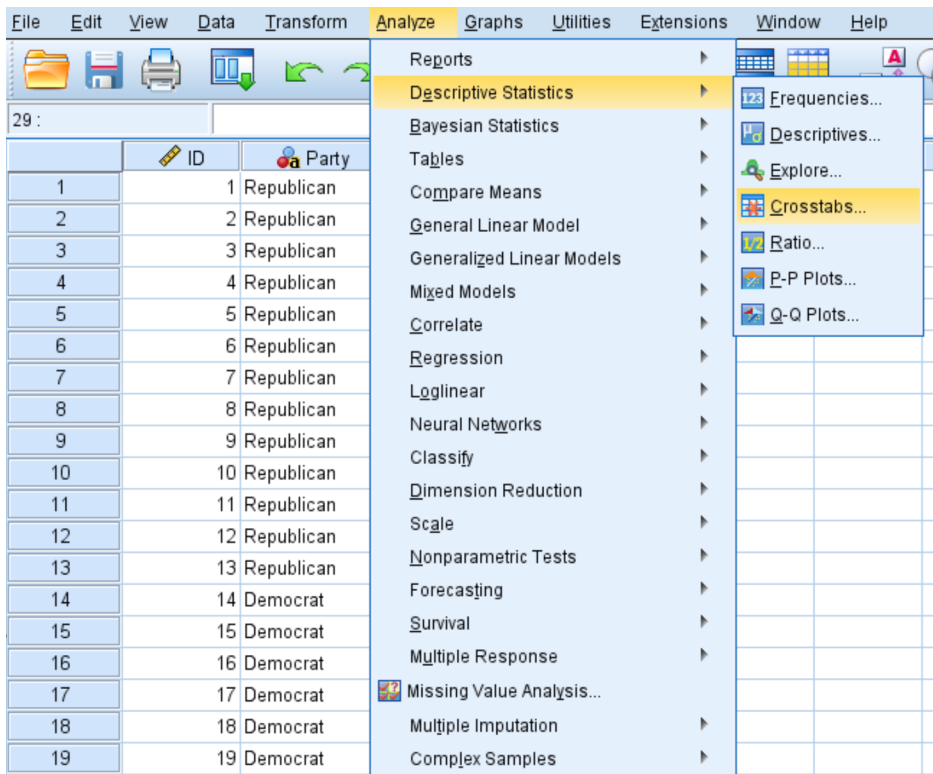 File Edit View Data Transform Analyze Graphs Utilities Extensions Window Help
A
29 :
ID Party
1 1 Republican
2 2 Republican
3 3 Republican
4 4 Republican
5 5 Republican
6 6 Republican
7 7 Republican
8 8 Republican
9 9 Republican
10 10 Republican
11 11 Republican
12 12 Republican
13 13 Republican
14 14 Democrat
15 15 Democrat
16 16 Democrat
17 17 Democrat
18 18 Democrat
19 19 Democrat
Reports
Descriptive Statistics
Bayesian Statistics
Tables
Compare Means
General Linear Model
Generalized Linear Models
Mixed Models
Correlate
Regression
Loglinear
Neural Networks
Classify
Dimension Reduction
Scale
Nonparametric Tests
Forecasting
Survival
Multiple Response
Missing Value Analysis...
Multiple Imputation
Complex Samples
123 Frequencies...
Descriptives...
Explore...
Crosstabs...
1/2 Ratio...
P-P Plots...
Q-Q Plots...